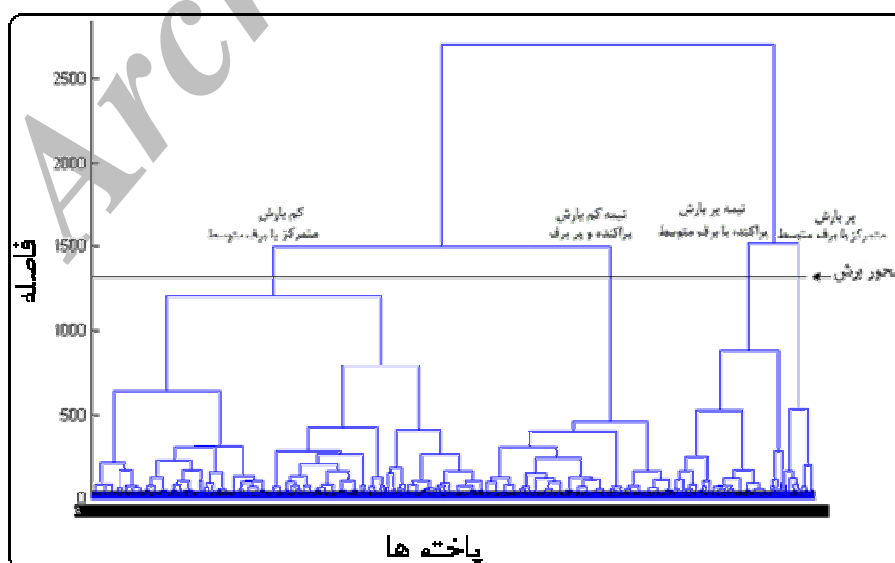 Arc
2500
2000
1500
1000
500
0
فاصله
کم بارش
متمرکز با برف متوسط
نیمه کم بارش
پراکنده و پر برف
نیمه پر بارش
پراکنده با برف متوسط
پر بارش
متمرکز با برف متوسط
محور برش
یاخته ها